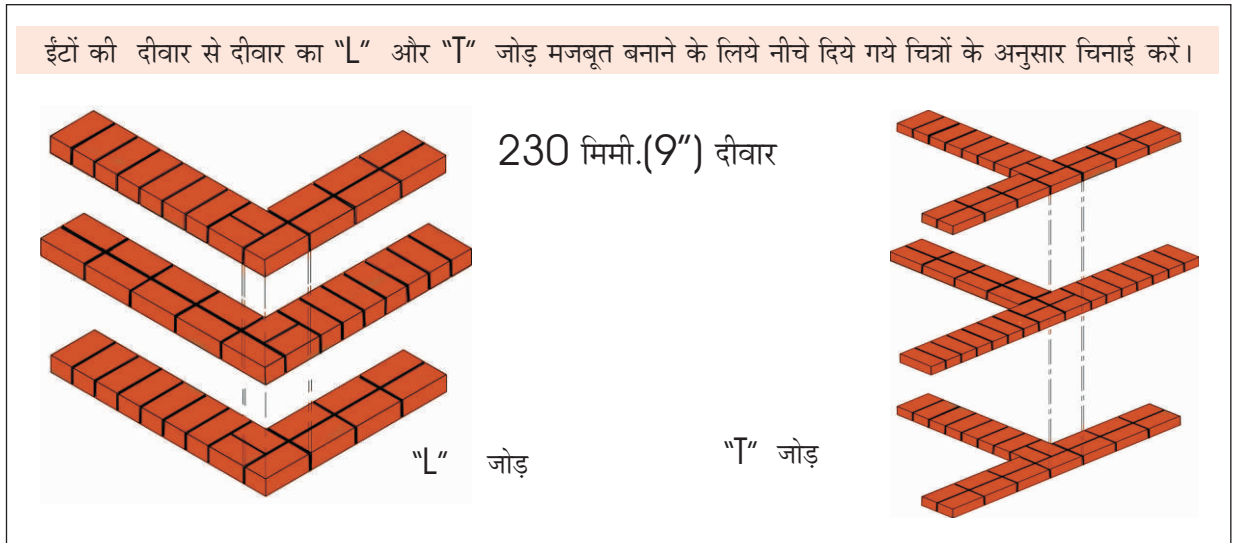 ईंटों की दीवार से दीवार का "L" और "T" जोड़ मजबूत बनाने के लिये नीचे दिये गये चित्रों के अनुसार चिनाई करें।
230 मिमी.(9") दीवार
"L" जोड़
"T" जोड़